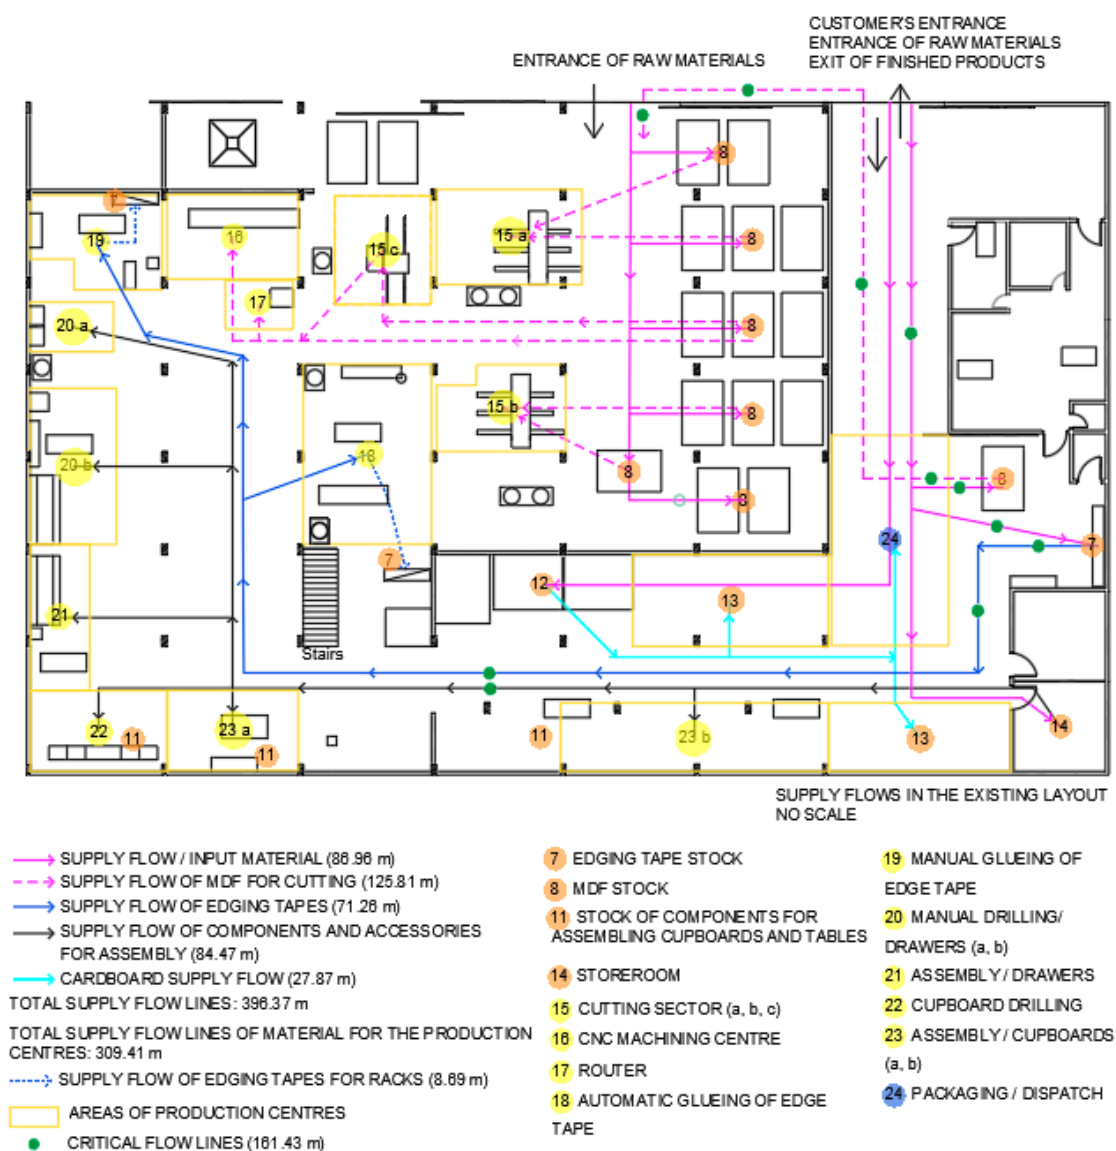 CUSTOMER'S ENTRANCE
ENTRANCE OF RAW MATERIALS
EXIT OF FINISHED PRODUCTS
ENTRANCE OF RAW MATERIALS
8
7
19
16
15 a
15 c
8
17
20 a
8
15 b
8
18
20 b
8
8
8
24
7
7
12
13
21
Stairs
22
11
23 a
11
11
23 b
13
14
SUPPLY FLOWS IN THE EXISTING LAYOUT
NO SCALE
SUPPLY FLOW / INPUT MATERIAL (86.96 m)
SUPPLY FLOW OF MDF FOR CUTTING (125.81 m)
SUPPLY FLOW OF EDGING TAPES (71.26 m)
SUPPLY FLOW OF COMPONENTS AND ACCESSORIES
FOR ASSEMBLY (84.47 m)
CARDBOARD SUPPLY FLOW (27.87 m)
TOTAL SUPPLY FLOW LINES: 396.37 m
TOTAL SUPPLY FLOW LINES OF MATERIAL FOR THE PRODUCTION
CENTRES: 309.41 m
SUPPLY FLOW OF EDGING TAPES FOR RACKS (8.69 m)
AREAS OF PRODUCTION CENTRES
CRITICAL FLOW LINES (161.43 m)
7 EDGING TAPE STOCK
8 MDF STOCK
11 STOCK OF COMPONENTS FOR
ASSEMBLING CUPBOARDS AND TABLES
14 STOREROOM
15 CUTTING SECTOR (a, b, c)
16 CNC MACHINING CENTRE
17 ROUTER
18 AUTOMATIC GLUEING OF EDGE
TAPE
19 MANUAL GLUEING OF
EDGE TAPE
20 MANUAL DRILLING/
DRAWERS (a, b)
21 ASSEMBLY / DRAWERS
22 CUPBOARD DRILLING
23 ASSEMBLY / CUPBOARDS
(a, b)
24 PACKAGING / DISPATCH